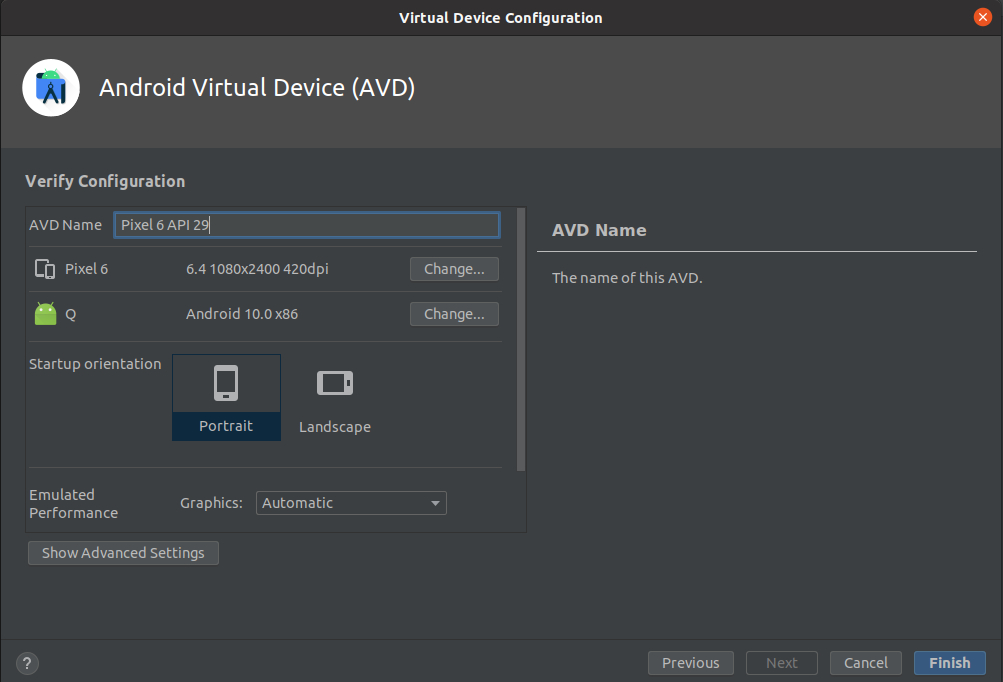 Virtual Device Configuration
Android Virtual Device (AVD)
Verify Configuration
AVD Name Pixel 6 API 29
Pixel 6 6.4 1080x2400 420dpi Change...
Q Android 10.0 x86 Change...
Startup orientation
Portrait
Landscape
Emulated
Performance
Graphics: Automatic
Show Advanced Settings
AVD Name
The name of this AVD.
? Previous Next Cancel Finish